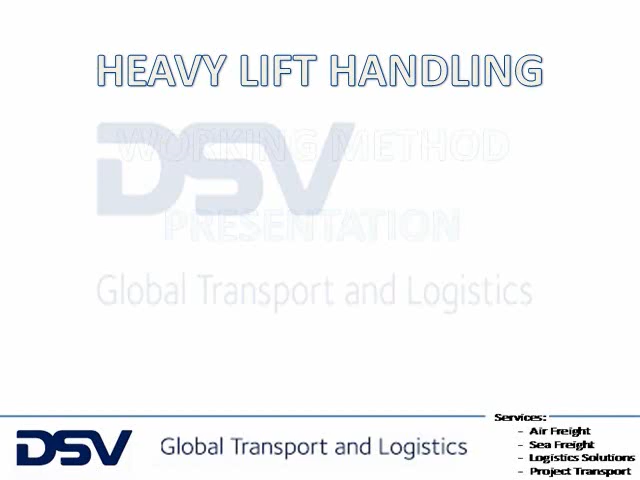 HEAVY LIFT HANDLING
WORKING METHOD
DSV
PRESENTATION
Global Transport and Logistics
Services:
- Air Freight
- Sea Freight
- Logistics Solutions
- Project Transport
DSV Global Transport and Logistics